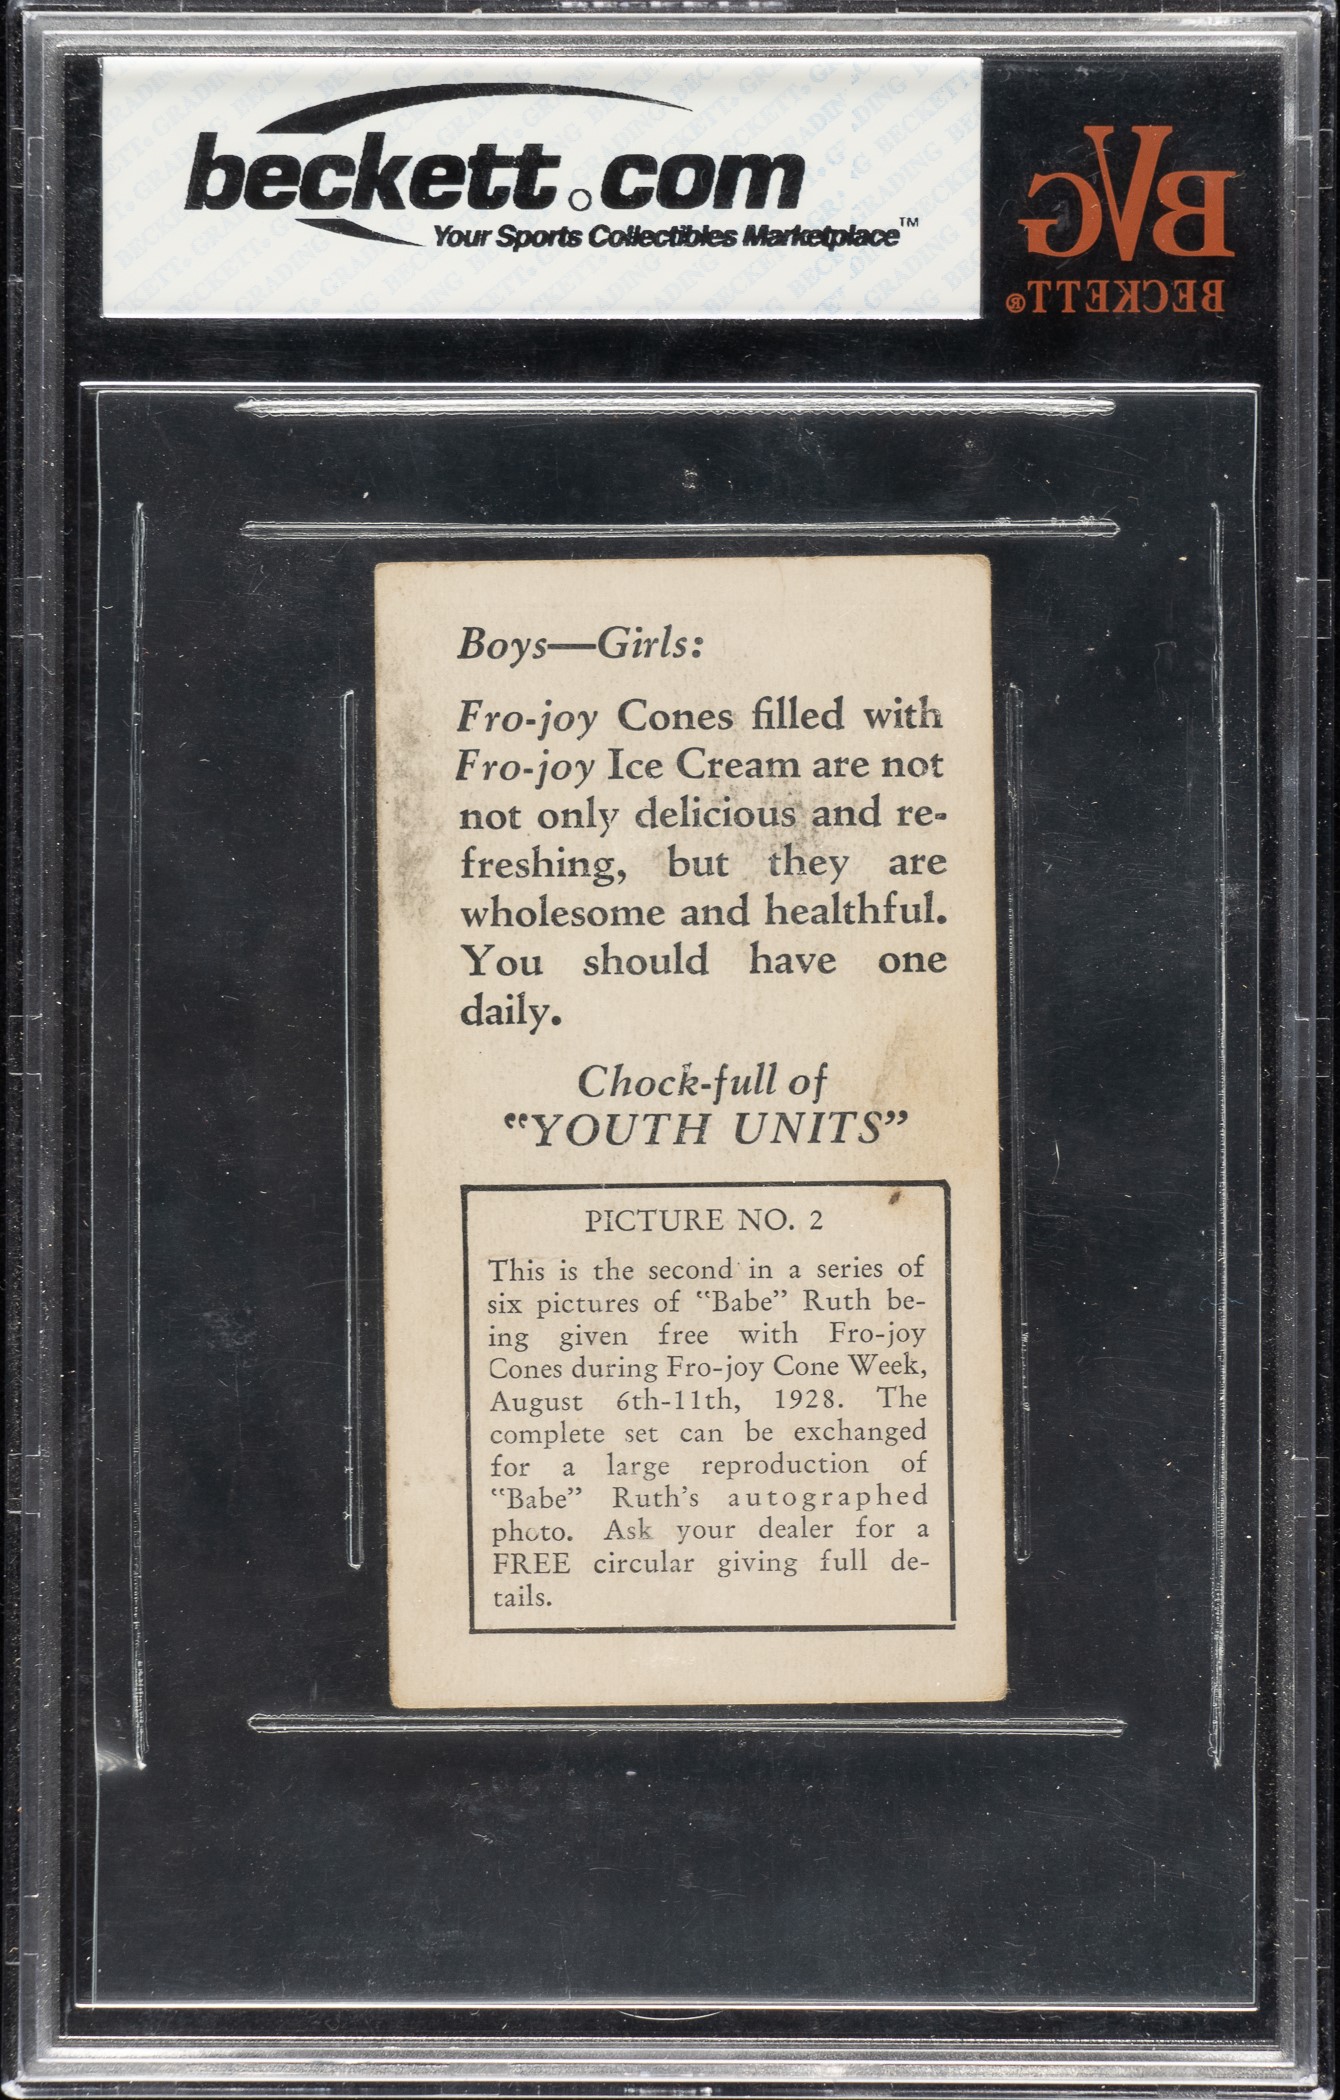 beckett.com
Your Sports Collectibles Marketplace™
BVG
BECKETT®
Boys—Girls:
Fro-joy Cones filled with
Fro-joy Ice Cream are not
not only delicious and re-
freshing, but they are
wholesome and healthful.
You should have one
daily.
Chock-full of
"YOUTH UNITS"
PICTURE NO. 2
This is the second in a series of
six pictures of "Babe" Ruth be-
ing given free with Fro-joy
Cones during Fro-joy Cone Week,
August 6th-11th, 1928. The
complete set can be exchanged
for a large reproduction of
"Babe" Ruth's autographed
photo. Ask your dealer for a
FREE circular giving full de-
tails.